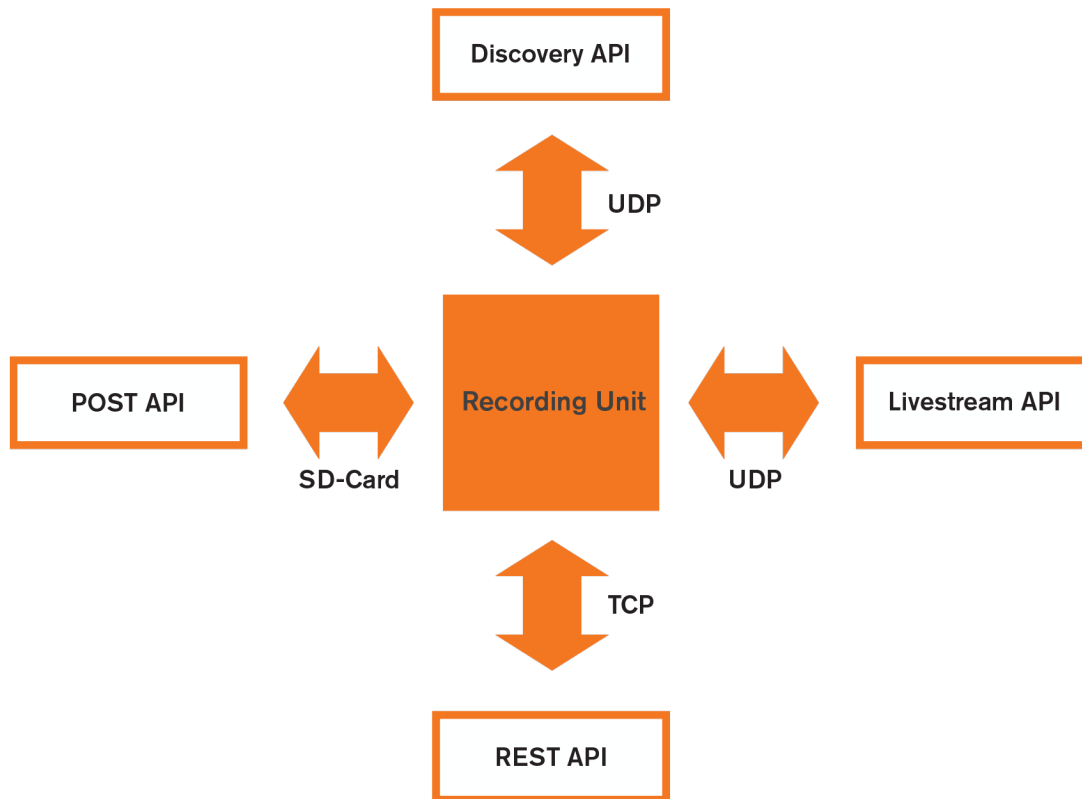 Discovery API
UDP
POST API
SD-Card
Recording Unit
Livestream API
UDP
TCP
REST API